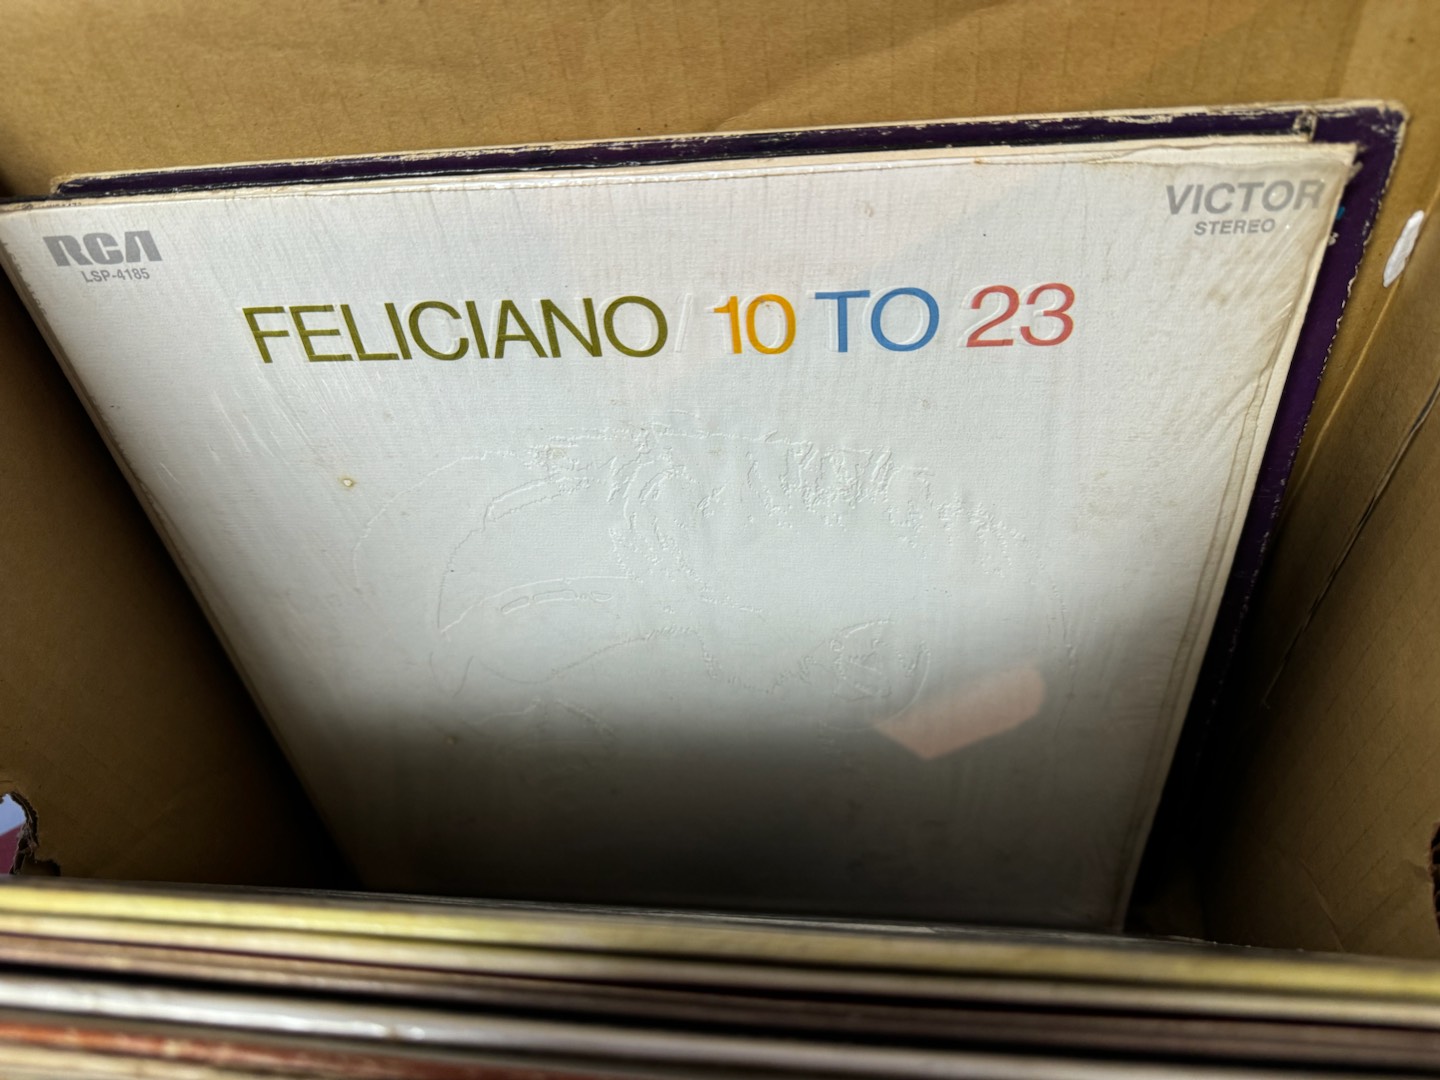 RCA
LSP-4185
VICTOR
STEREO
FELICIANO / 10 TO 23